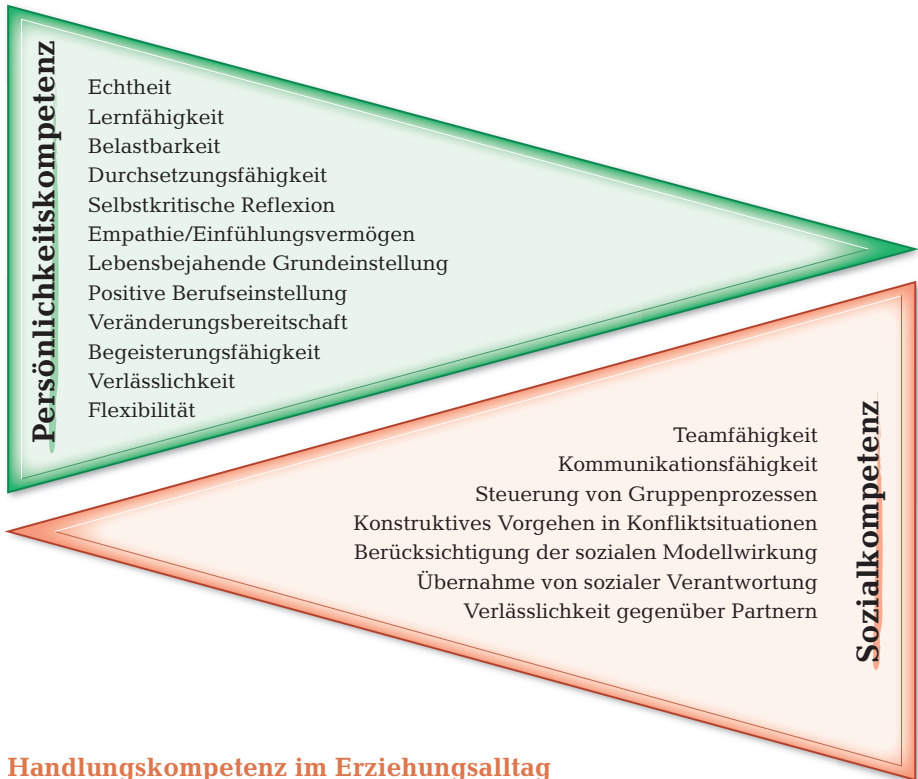 Persönlichkeitskompetenz
Echtheit
Lernfähigkeit
Belastbarkeit
Durchsetzungsfähigkeit
Selbstkritische Reflexion
Empathie/Einfühlungsvermögen
Lebensbejahende Grundeinstellung
Positive Berufseinstellung
Veränderungsbereitschaft
Begeisterungsfähigkeit
Verlässlichkeit
Flexibilität
Teamfähigkeit
Kommunikationsfähigkeit
Steuerung von Gruppenprozessen
Konstruktives Vorgehen in Konfliktsituationen
Berücksichtigung der sozialen Modellwirkung
Übernahme von sozialer Verantwortung
Verlässlichkeit gegenüber Partnern
Sozialkompetenz
Handlungskompetenz im Erziehungsalltag